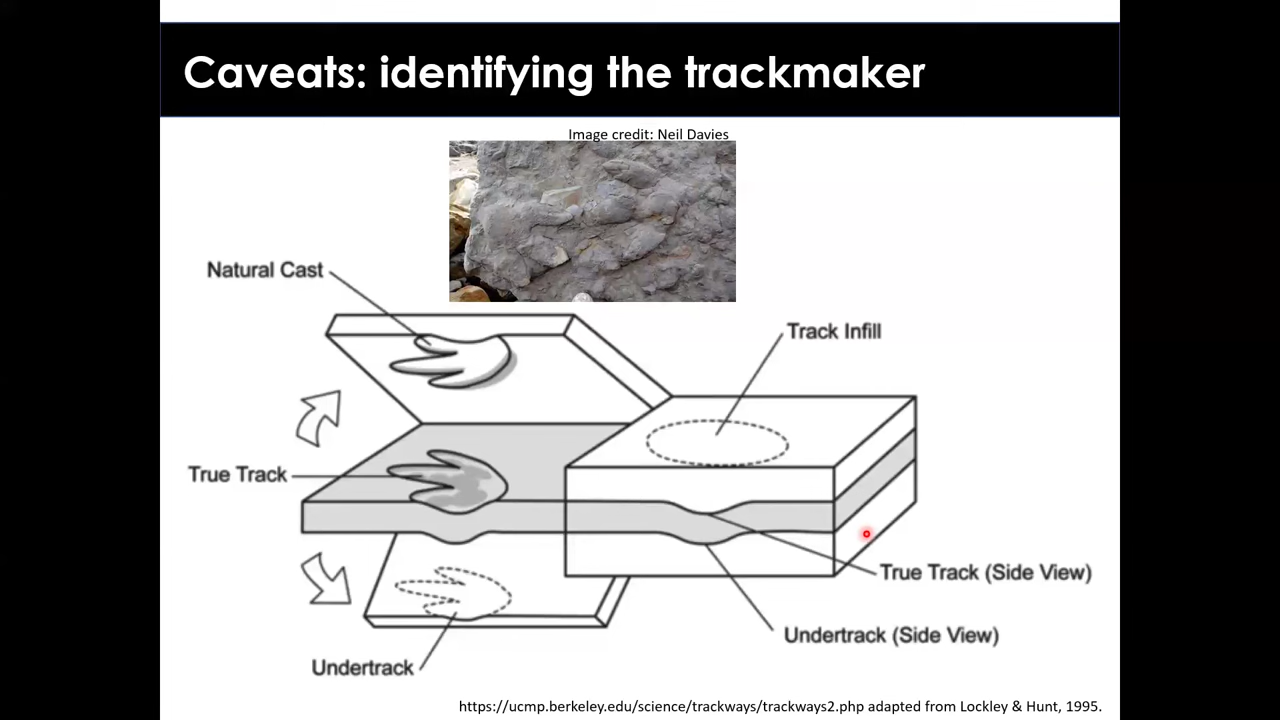 Caveats: identifying the trackmaker
Image credit: Neil Davies
Natural Cast
Track Infill
True Track
True Track (Side View)
Undertrack (Side View)
Undertrack
https://ucmp.berkeley.edu/science/trackways/trackways2.php adapted from Lockley & Hunt, 1995.